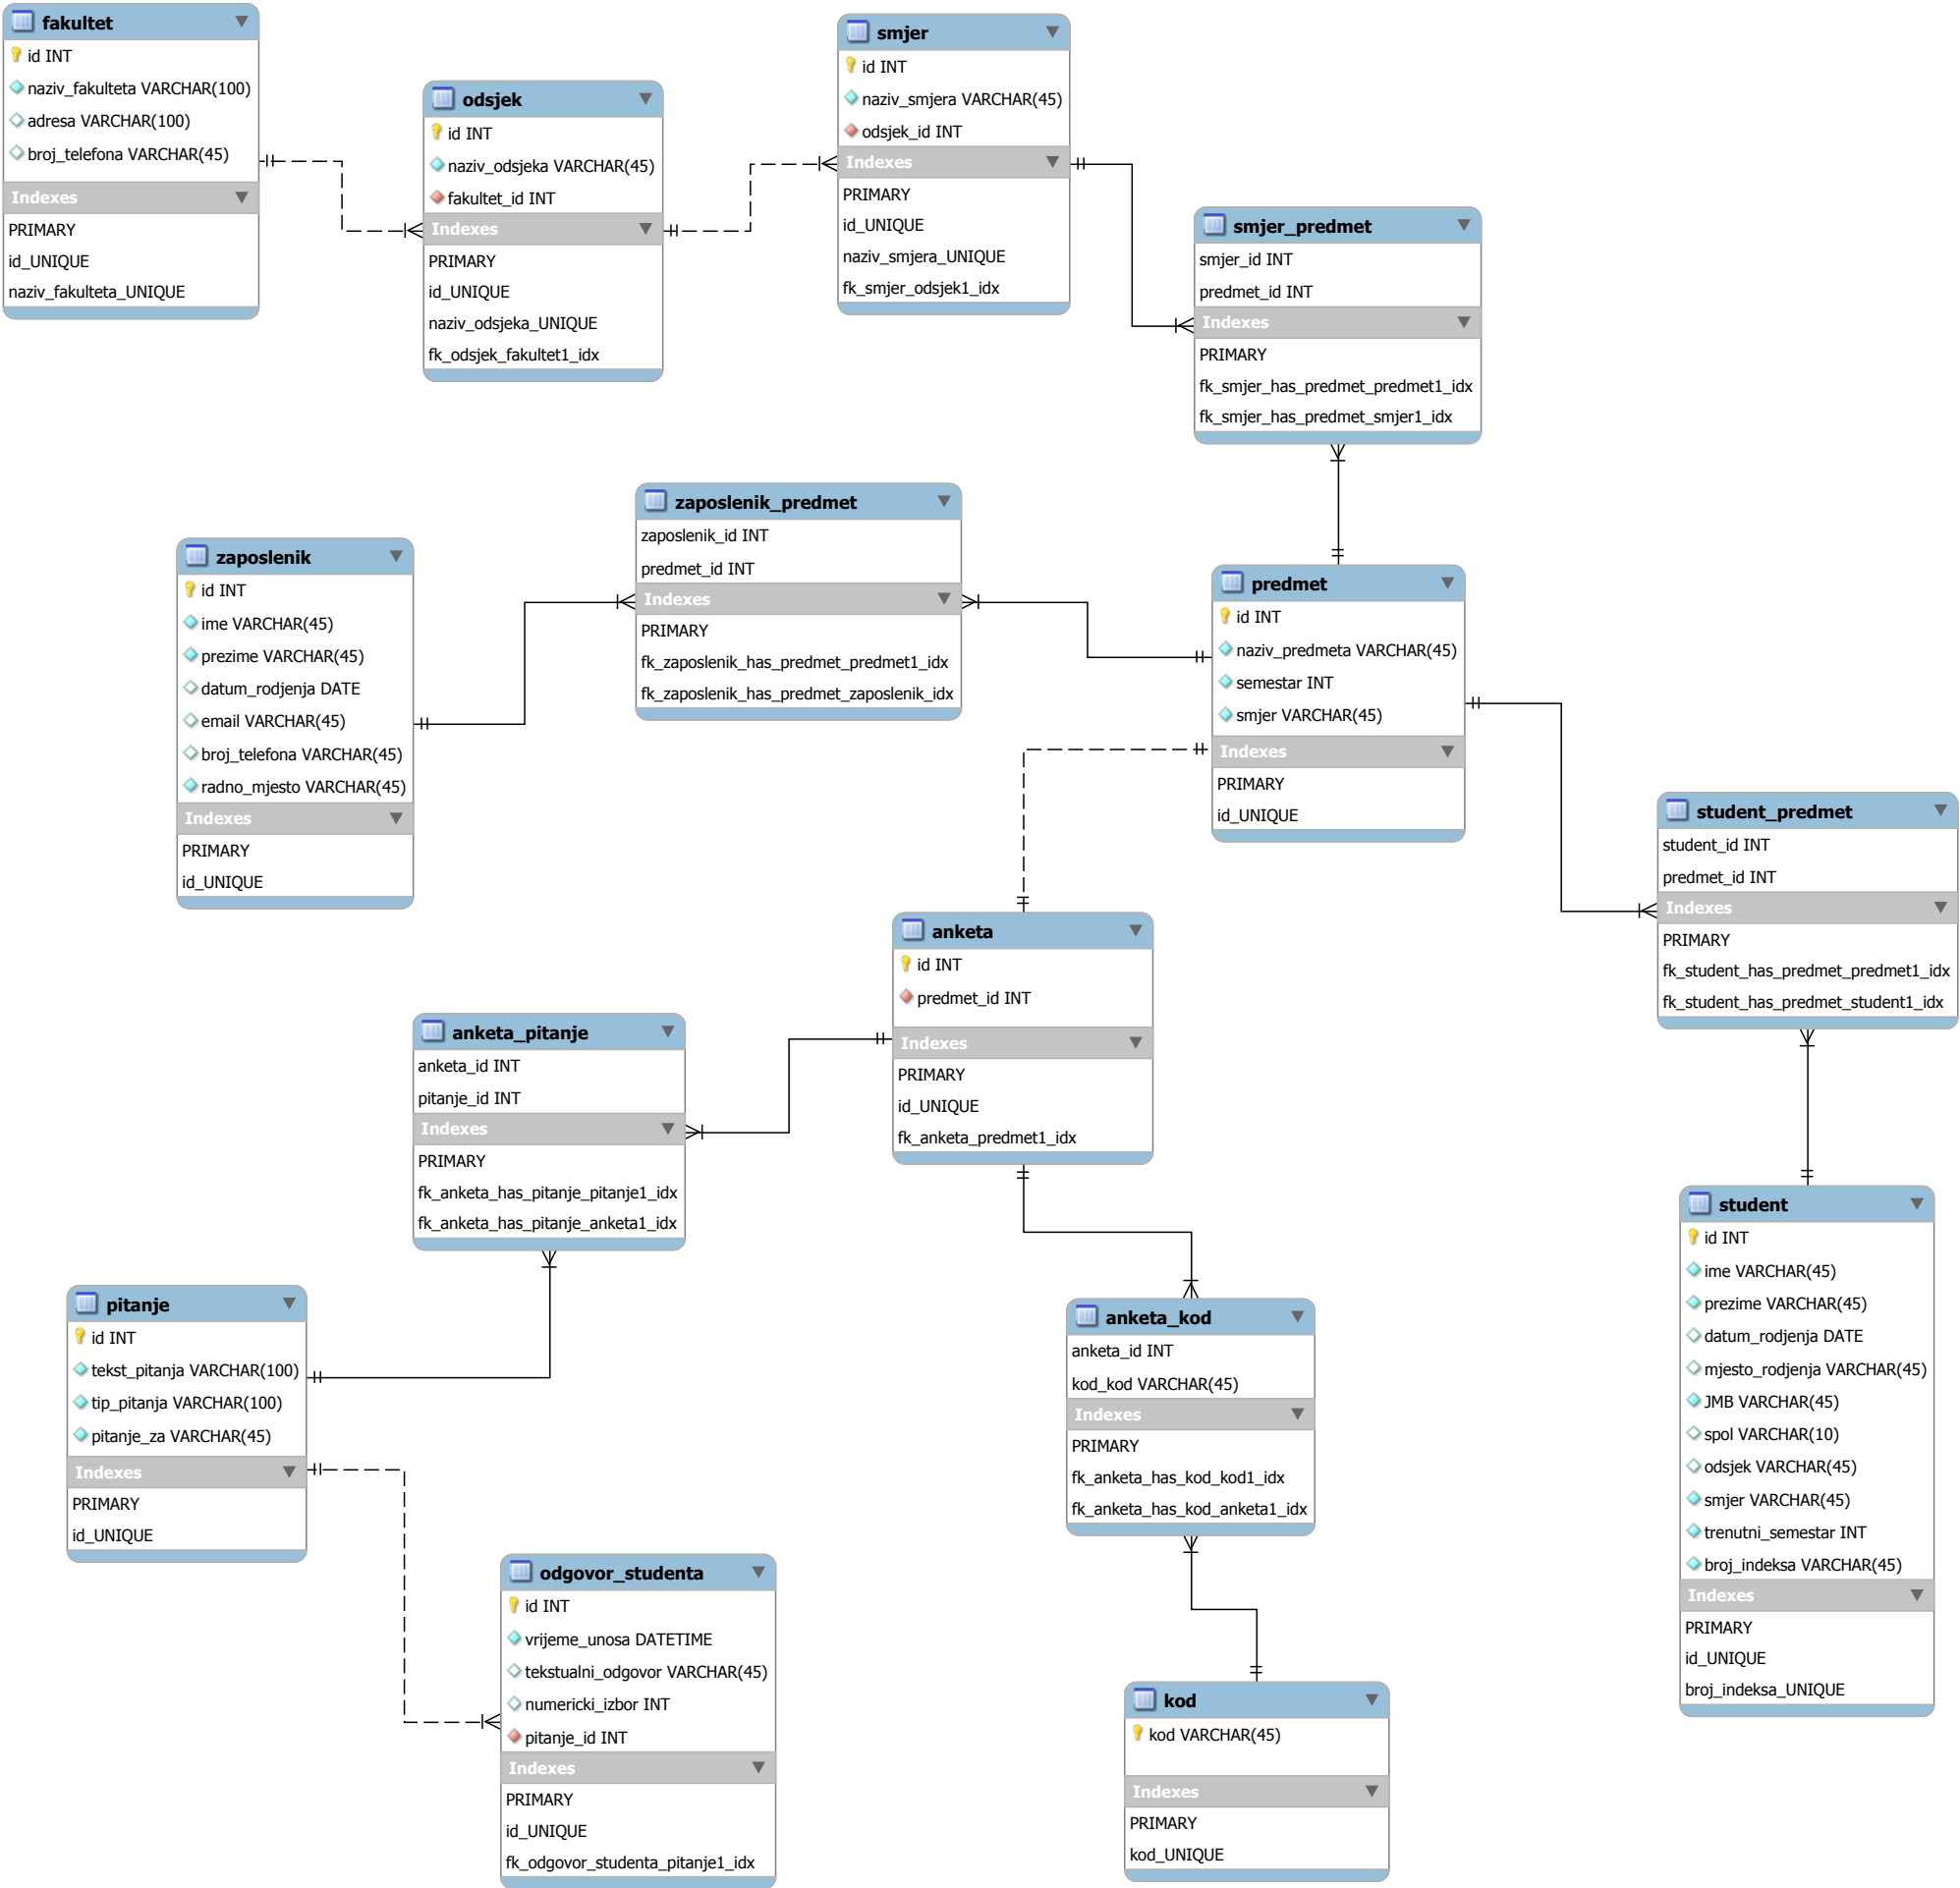 fakultet
id INT
naziv_fakulteta VARCHAR(100)
adresa VARCHAR(100)
broj_telefona VARCHAR(45)
Indexes
PRIMARY
id_UNIQUE
naziv_fakulteta_UNIQUE
odsjek
id INT
naziv_odsjeka VARCHAR(45)
fakultet_id INT
Indexes
PRIMARY
id_UNIQUE
naziv_odsjeka_UNIQUE
fk_odsjek_fakultet1_idx
smjer
id INT
naziv_smjera VARCHAR(45)
odsjek_id INT
Indexes
PRIMARY
id_UNIQUE
naziv_smjera_UNIQUE
fk_smjer_odsjek1_idx
smjer_predmet
smjer_id INT
predmet_id INT
Indexes
PRIMARY
fk_smjer_has_predmet_predmet1_idx
fk_smjer_has_predmet_smjer1_idx
zaposlenik_predmet
zaposlenik_id INT
predmet_id INT
Indexes
PRIMARY
fk_zaposlenik_has_predmet_predmet1_idx
fk_zaposlenik_has_predmet_zaposlenik_idx
zaposlenik
id INT
ime VARCHAR(45)
prezime VARCHAR(45)
datum_rodjenja DATE
email VARCHAR(45)
broj_telefona VARCHAR(45)
radno_mjesto VARCHAR(45)
Indexes
PRIMARY
id_UNIQUE
predmet
id INT
naziv_predmeta VARCHAR(45)
semestar INT
smjer VARCHAR(45)
Indexes
PRIMARY
id_UNIQUE
student_predmet
student_id INT
predmet_id INT
Indexes
PRIMARY
fk_student_has_predmet_predmet1_idx
fk_student_has_predmet_student1_idx
anketa
id INT
predmet_id INT
Indexes
PRIMARY
id_UNIQUE
fk_anketa_predmet1_idx
anketa_pitanje
anketa_id INT
pitanje_id INT
Indexes
PRIMARY
fk_anketa_has_pitanje_pitanje1_idx
fk_anketa_has_pitanje_anketa1_idx
student
id INT
ime VARCHAR(45)
prezime VARCHAR(45)
datum_rodjenja DATE
mjesto_rodjenja VARCHAR(45)
JMB VARCHAR(45)
spol VARCHAR(10)
odsjek VARCHAR(45)
smjer VARCHAR(45)
trenutni_semestar INT
broj_indeksa VARCHAR(45)
Indexes
PRIMARY
id_UNIQUE
broj_indeksa_UNIQUE
pitanje
id INT
tekst_pitanja VARCHAR(100)
tip_pitanja VARCHAR(100)
pitanje_za VARCHAR(45)
Indexes
PRIMARY
id_UNIQUE
anketa_kod
anketa_id INT
kod_kod VARCHAR(45)
Indexes
PRIMARY
fk_anketa_has_kod_kod1_idx
fk_anketa_has_kod_anketa1_idx
odgovor_studenta
id INT
vrijeme_unosa DATETIME
tekstualni_odgovor VARCHAR(45)
numericki_izbor INT
pitanje_id INT
Indexes
PRIMARY
id_UNIQUE
fk_odgovor_studenta_pitanje1_idx
kod
kod VARCHAR(45)
Indexes
PRIMARY
kod_UNIQUE